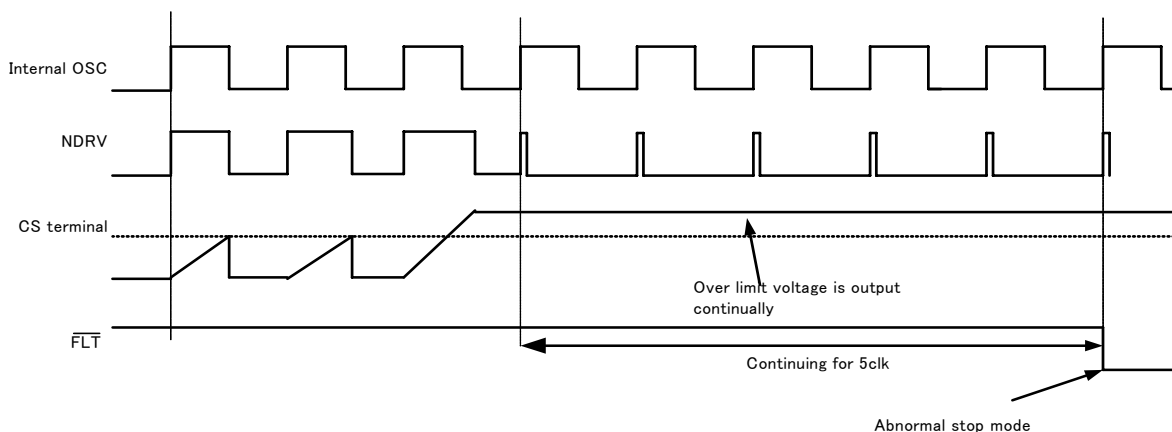 Internal OSC
NDRV
CS terminal
Over limit voltage is output
continually
FLT
Continuing for 5clk
Abnormal stop mode